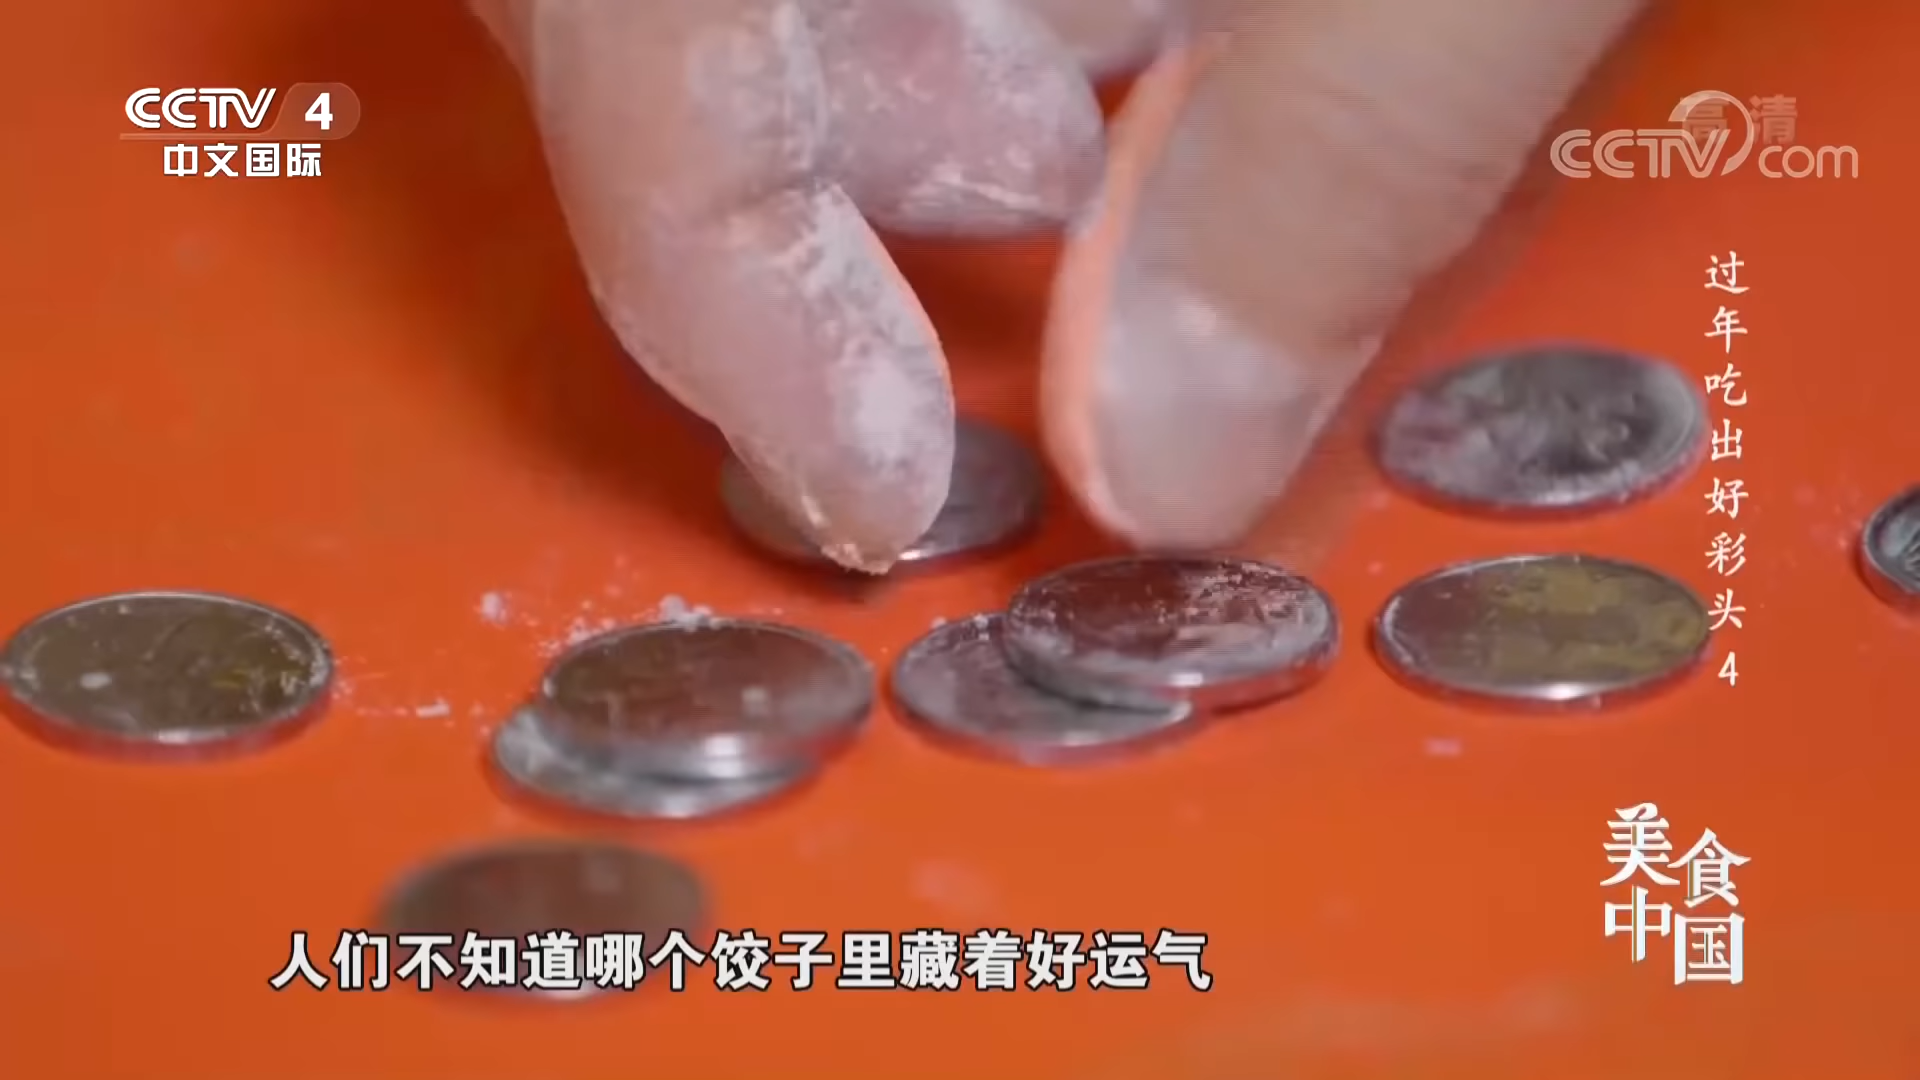 CCTV 4
中文国际
高清
CCTV.com
过年吃出好彩头 4
美食中国
人们不知道哪个饺子里藏着好运气